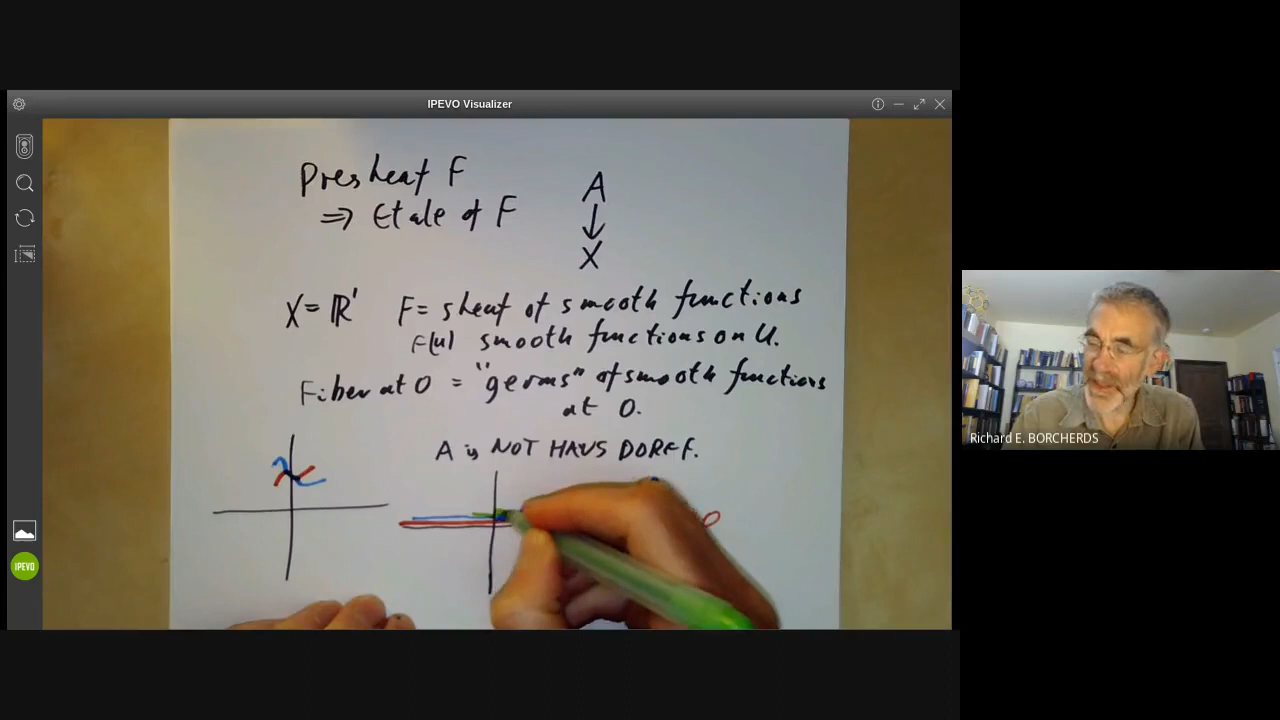 IPEVO Visualizer
Presheaf F
⇒ Etale of F
A
↓
X
X = ℝ¹ F = sheaf of smooth functions
F(U) smooth functions on U.
Fiber at 0 = "germs" of smooth functions
at 0.
A is NOT HAUSDORFF.
Richard E. BORCHERDS
IPEVO